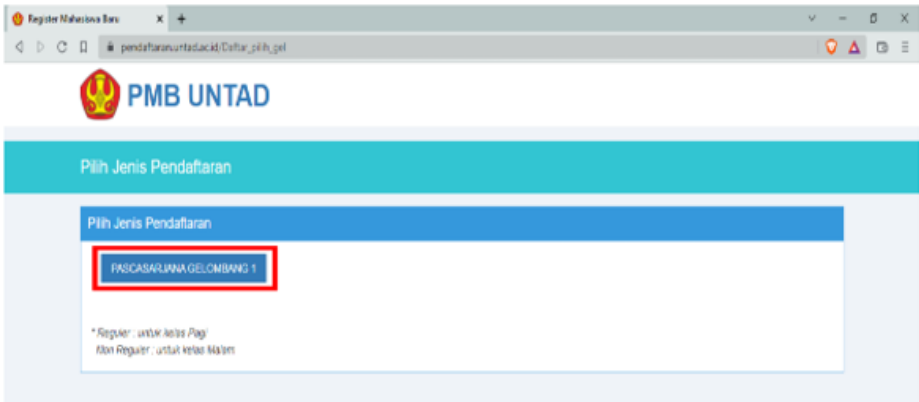 Register Mahasiswa Baru
pendaftaran.untad.ac.id/Daftar_pilih_gel
PMB UNTAD
Pilih Jenis Pendaftaran
Pilih Jenis Pendaftaran
PASCASARJANA GELOMBANG 1
* Reguler : untuk kelas Pagi
Non Reguler : untuk kelas Malam